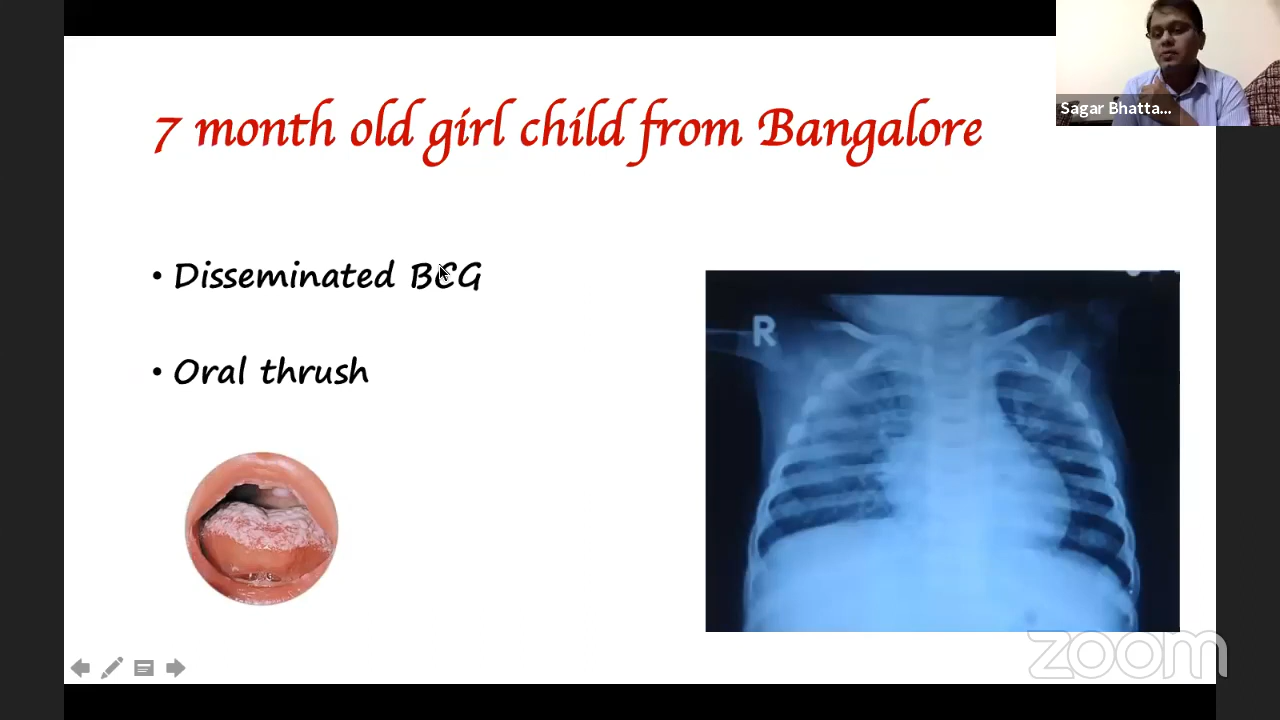 Sagar Bhatta...
7 month old girl child from Bangalore
• Disseminated BCG
• Oral thrush
R
zoom